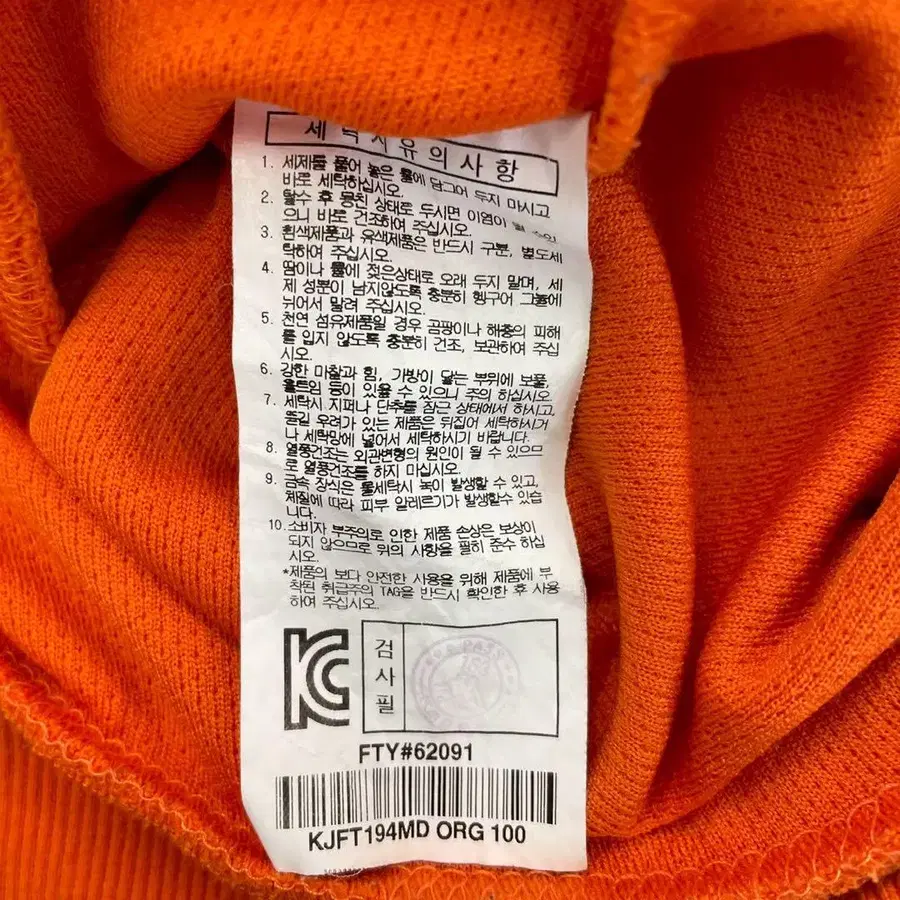 세탁시유의사항
1. 세제를 풀어 놓은 물에 담그어 두지 마시고
바로 세탁하십시오.
2. 탈수 후 뭉친 상태로 두시면 이염이 될 수 있
으니 바로 건조하여 주십시오.
3. 흰색제품과 유색제품은 반드시 구분, 별도세
탁하여 주십시오.
4. 땀이나 물에 젖은상태로 오래 두지 말며, 세
제 성분이 남지않도록 충분히 헹구어 그늘에
뉘어서 말려 주십시오.
5. 천연 섬유제품일 경우 곰팡이나 해충의 피해
를 입지 않도록 충분히 건조, 보관하여 주십
시오.
6. 강한 마찰과 힘, 가방이 닿는 부위에 보풀,
올트임 등이 있을 수 있으니 주의 하십시오
7. 세탁시 지퍼나 단추를 잠근 상태에서 하시고,
뜯길 우려가 있는 제품은 뒤집어 세탁하시거
나 세탁망에 넣어서 세탁하시기 바랍니다.
8. 열풍건조는 외관변형의 원인이 될 수 있으므
로 열풍건조를 하지 마십시오.
9. 금속 장식은 물세탁시 녹이 발생할 수 있고,
체질에 따라 피부 알레르기가 발생할수 있습
니다.
10. 소비자 부주의로 인한 제품 손상은 보상이
되지 않으므로 위의 사항을 필히 준수 하십
시오.
*제품의 보다 안전한 사용을 위해 제품에 부
착된 취급주의 TAG을 반드시 확인한 후 사용
하여 주십시오.
KC
검사필
FTY#62091
KJFT194MD ORG 100